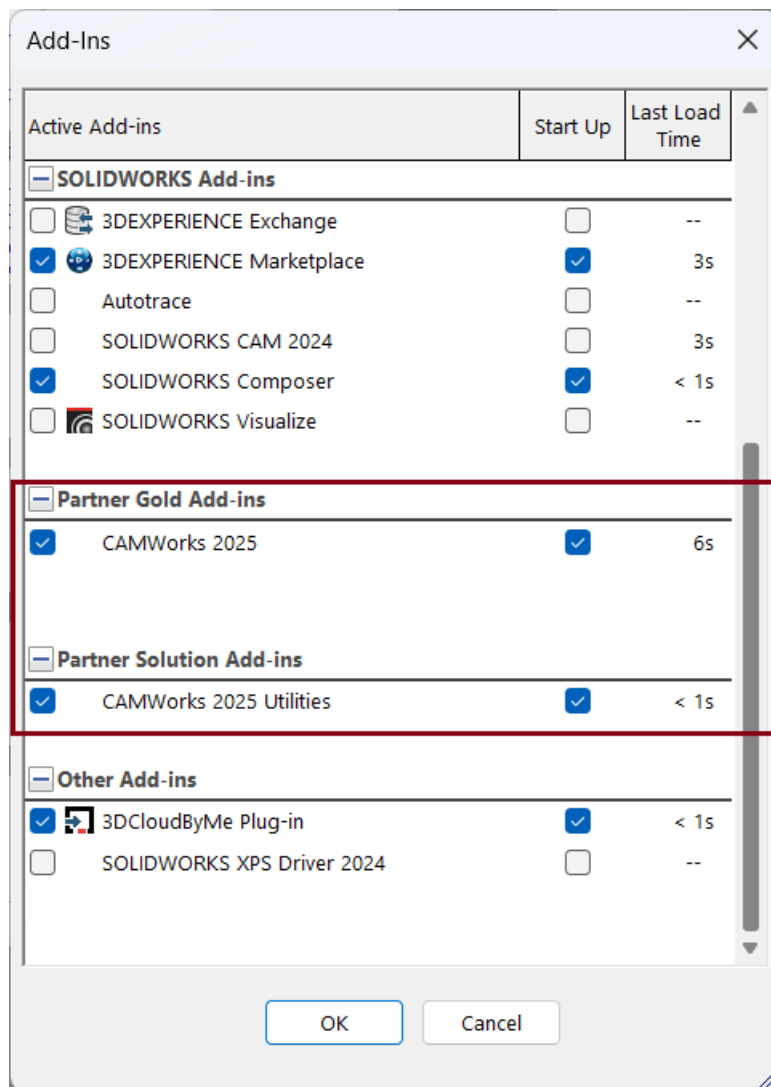 Add-Ins
Active Add-ins Start Up Last Load Time
SOLIDWORKS Add-ins
3DEXPERIENCE Exchange --
3DEXPERIENCE Marketplace 3s
Autotrace --
SOLIDWORKS CAM 2024 3s
SOLIDWORKS Composer < 1s
SOLIDWORKS Visualize --
Partner Gold Add-ins
CAMWorks 2025 6s
Partner Solution Add-ins
CAMWorks 2025 Utilities < 1s
Other Add-ins
3DCloudByMe Plug-in < 1s
SOLIDWORKS XPS Driver 2024 --
OK Cancel